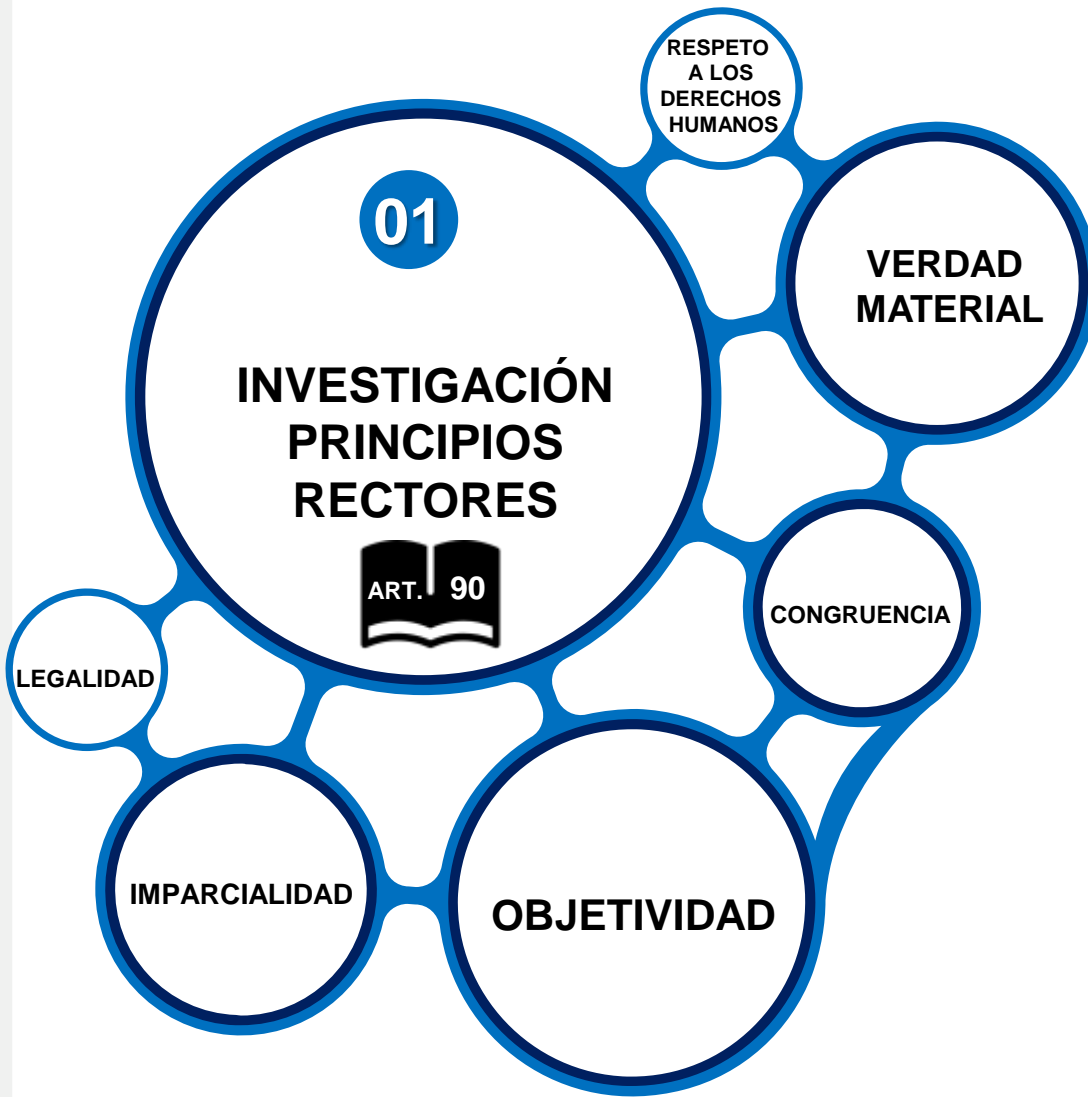 RESPETO
A LOS
DERECHOS
HUMANOS
01
VERDAD
MATERIAL
INVESTIGACIÓN
PRINCIPIOS
RECTORES
ART. 90
CONGRUENCIA
LEGALIDAD
IMPARCIALIDAD
OBJETIVIDAD